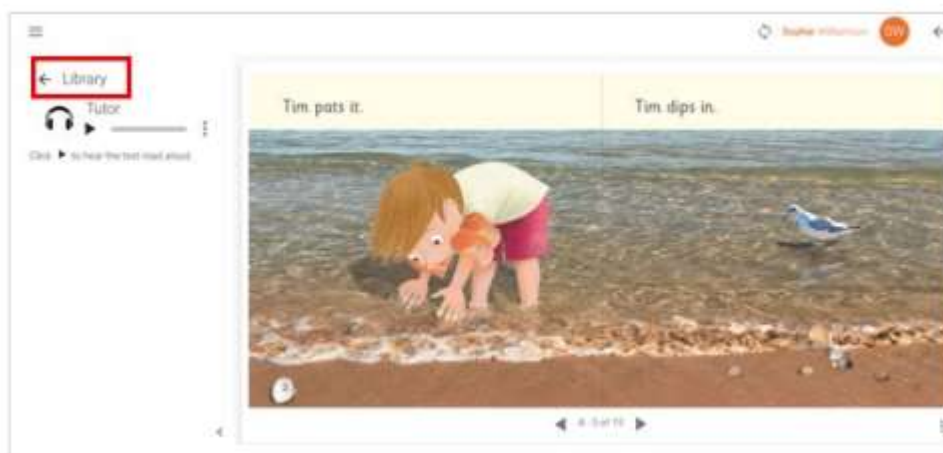 ← Library
Tutor
Click ▶ to hear the text read aloud.
Tim pats it.
Tim dips in.